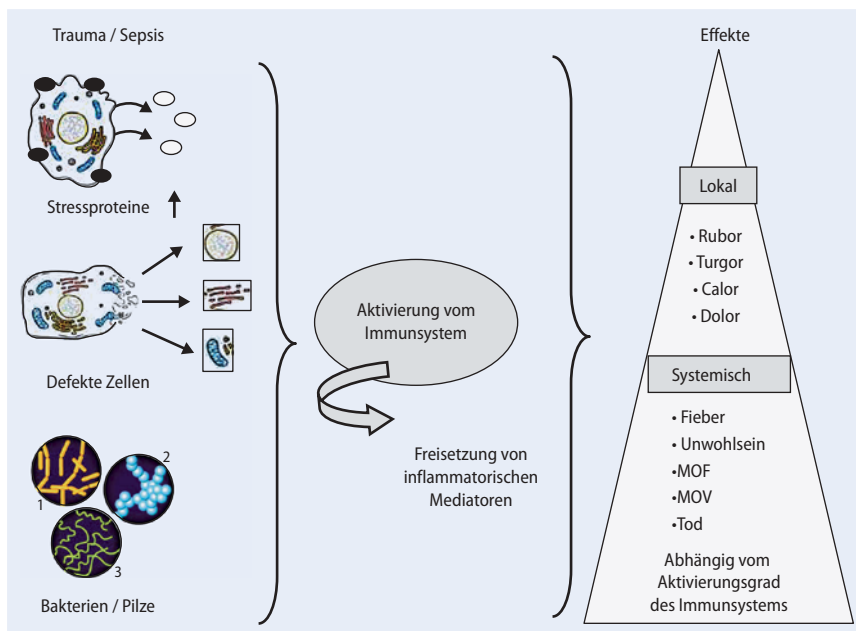 Trauma / Sepsis
Stressproteine
Defekte Zellen
1
2
3
Bakterien / Pilze
Aktivierung vom
Immunsystem
Freisetzung von
inflammatorischen
Mediatoren
Effekte
Lokal
• Rubor
• Turgor
• Calor
• Dolor
Systemisch
• Fieber
• Unwohlsein
•MOF
•MOV
•Tod
Abhängig vom
Aktivierungsgrad
des Immunsystems